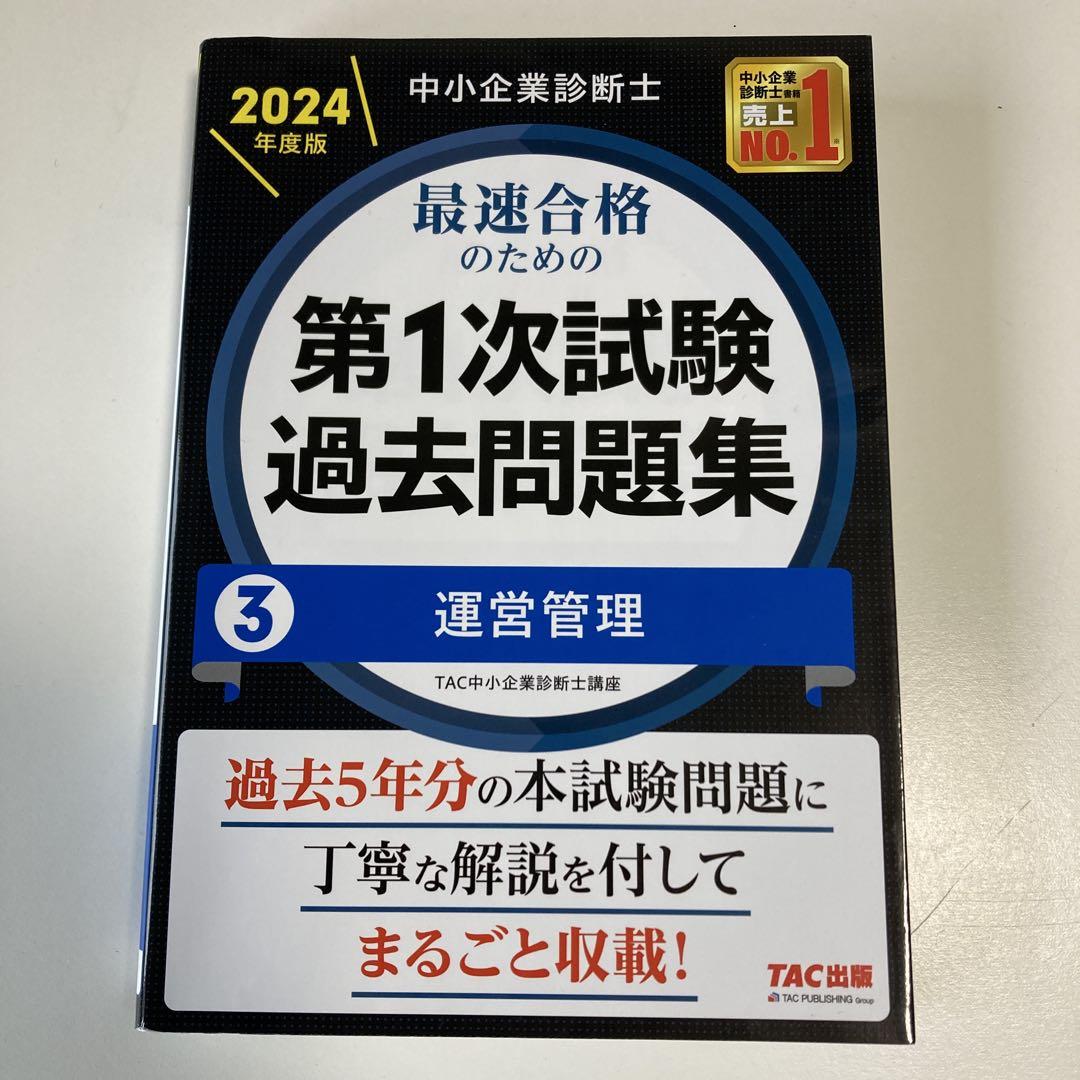 2024
年度版
中小企業診断士
中小企業
診断士書籍
売上
NO.1※
最速合格
のための
第1次試験
過去問題集
3 運営管理
TAC中小企業診断士講座
過去5年分の本試験問題に
丁寧な解説を付して
まるごと収載!
TAC出版
TAC PUBLISHING Group